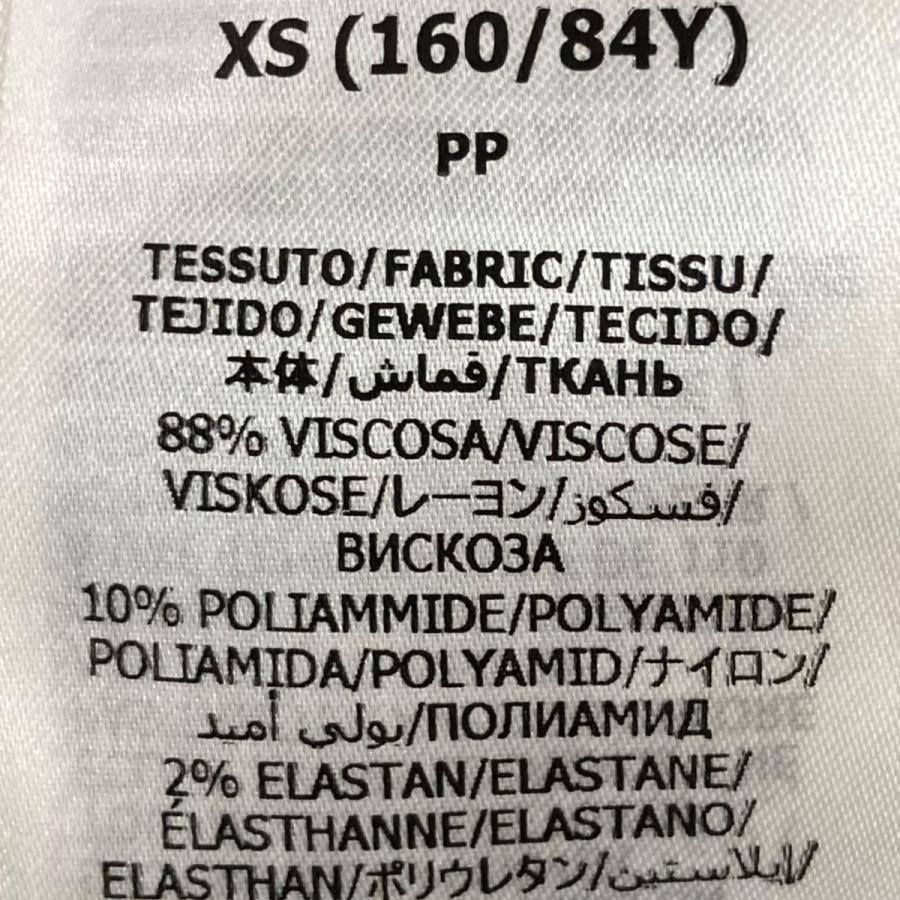 XS (160/84Y)
PP
TESSUTO/FABRIC/TISSU/
TEJIDO/GEWEBE/TECIDO/
本体/قماش/ТКАНЬ
88% VISCOSA/VISCOSE/
VISKOSE/レーヨン/فسكوز/
ВИСКОЗА
10% POLIAMMIDE/POLYAMIDE/
POLIAMIDA/POLYAMID/ナイロン/
بولي أميد/ПОЛИАМИД
2% ELASTAN/ELASTANE/
ÉLASTHANNE/ELASTANO/
ELASTHAN/ポリウレタン/إيلاستين/